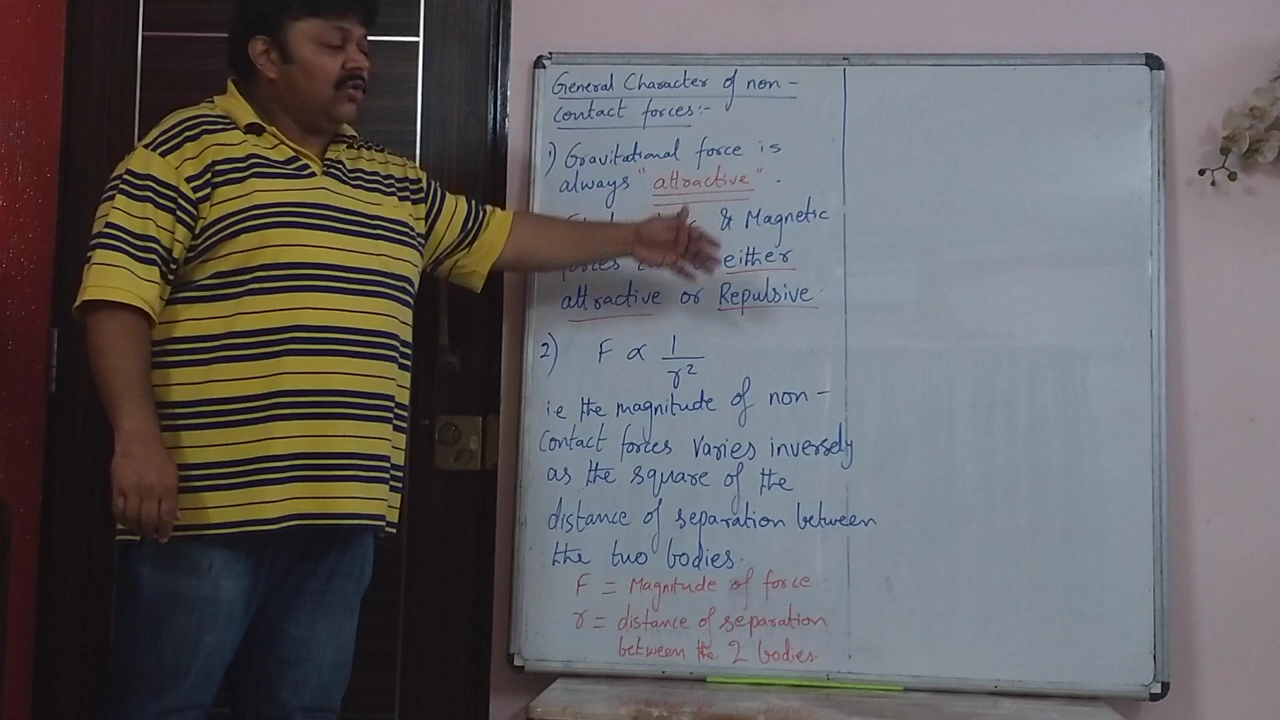 General Character of non-
contact forces:-
1) Gravitational force is
always "attractive".
& Magnetic
forces either
attractive or Repulsive
2) F ∝ 1/r²
i.e the magnitude of non-
contact forces varies inversely
as the square of the
distance of separation between
the two bodies.
F = Magnitude of force
r = distance of separation
between the 2 bodies.